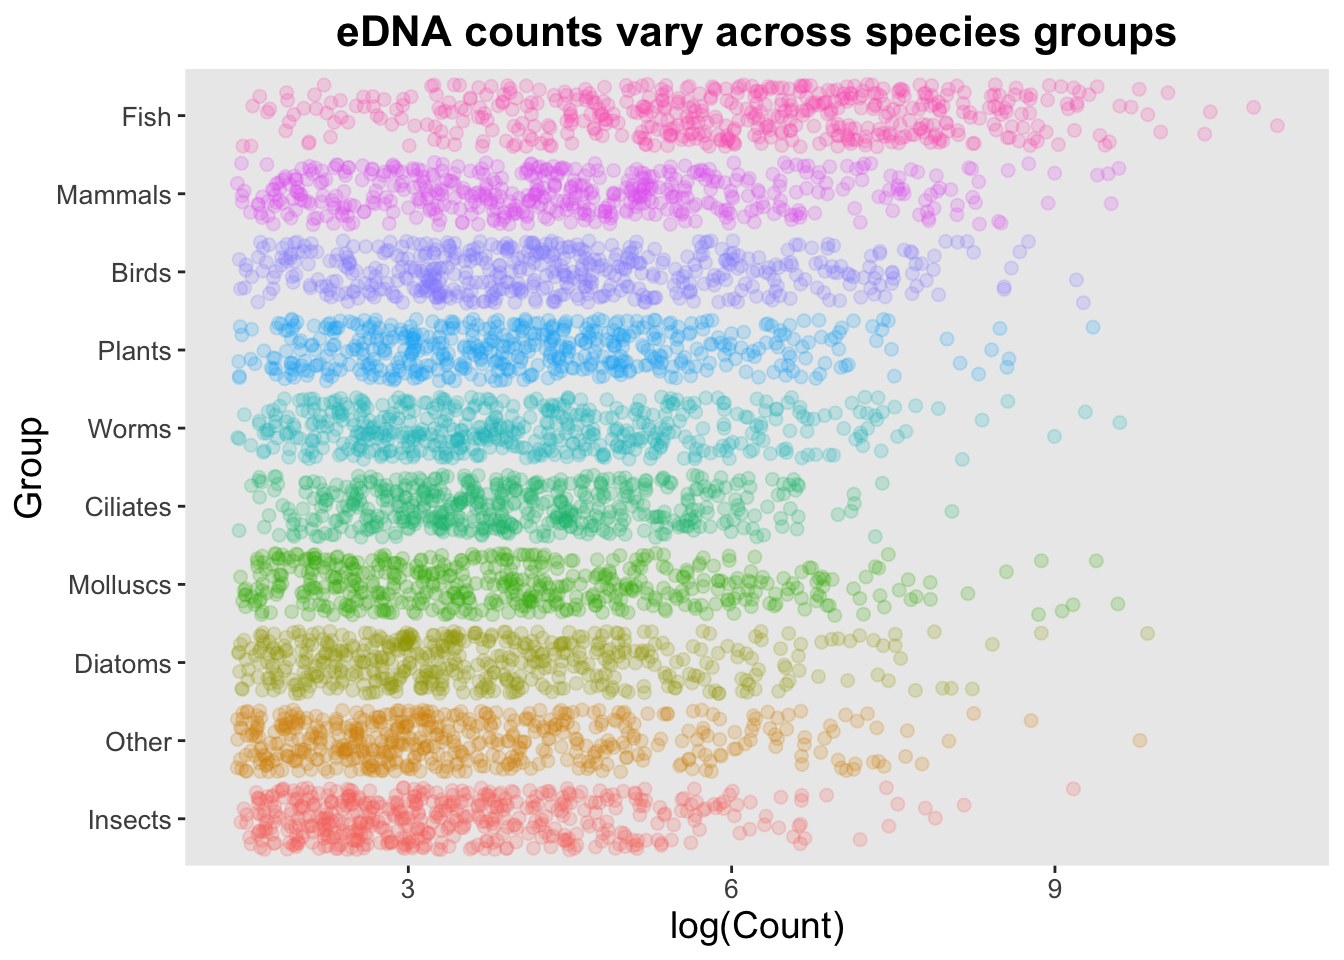 eDNA counts vary across species groups
Fish
Mammals
Birds
Plants
Worms
Ciliates
Molluscs
Diatoms
Other
Insects
Group
3 6 9
log(Count)